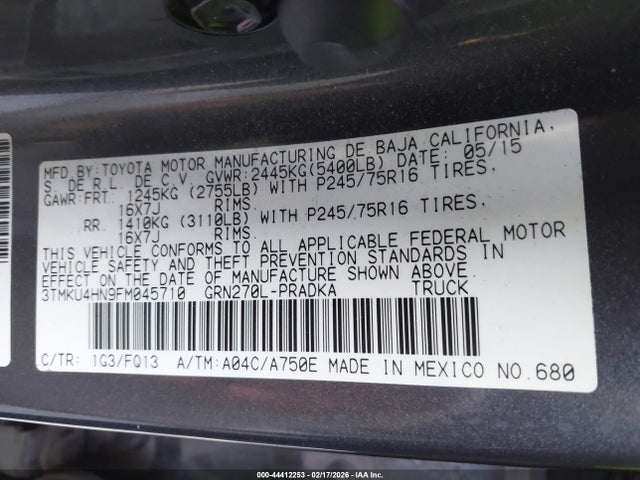 MFD.BY:TOYOTA MOTOR MANUFACTURING DE BAJA CALIFORNIA,
S. DE R.L. DE C.V. GVWR:2445KG(5400LB) DATE: 05/15
GAWR:FRT. 1245KG (2755LB) WITH P245/75R16 TIRES,
16X7J RIMS.
RR. 1410KG (3110LB) WITH P245/75R16 TIRES,
16X7J RIMS.
THIS VEHICLE CONFORMS TO ALL APPLICABLE FEDERAL MOTOR
VEHICLE SAFETY AND THEFT PREVENTION STANDARDS IN
EFFECT ON THE DATE OF MANUFACTURE SHOWN ABOVE.
3TMKU4HN9FM045710 GRN270L-PRADKA TRUCK
C/TR: 1G3/FQ13 A/TM:A04C/A750E MADE IN MEXICO NO.680
000-44412253 - 02/17/2026 - IAA Inc.